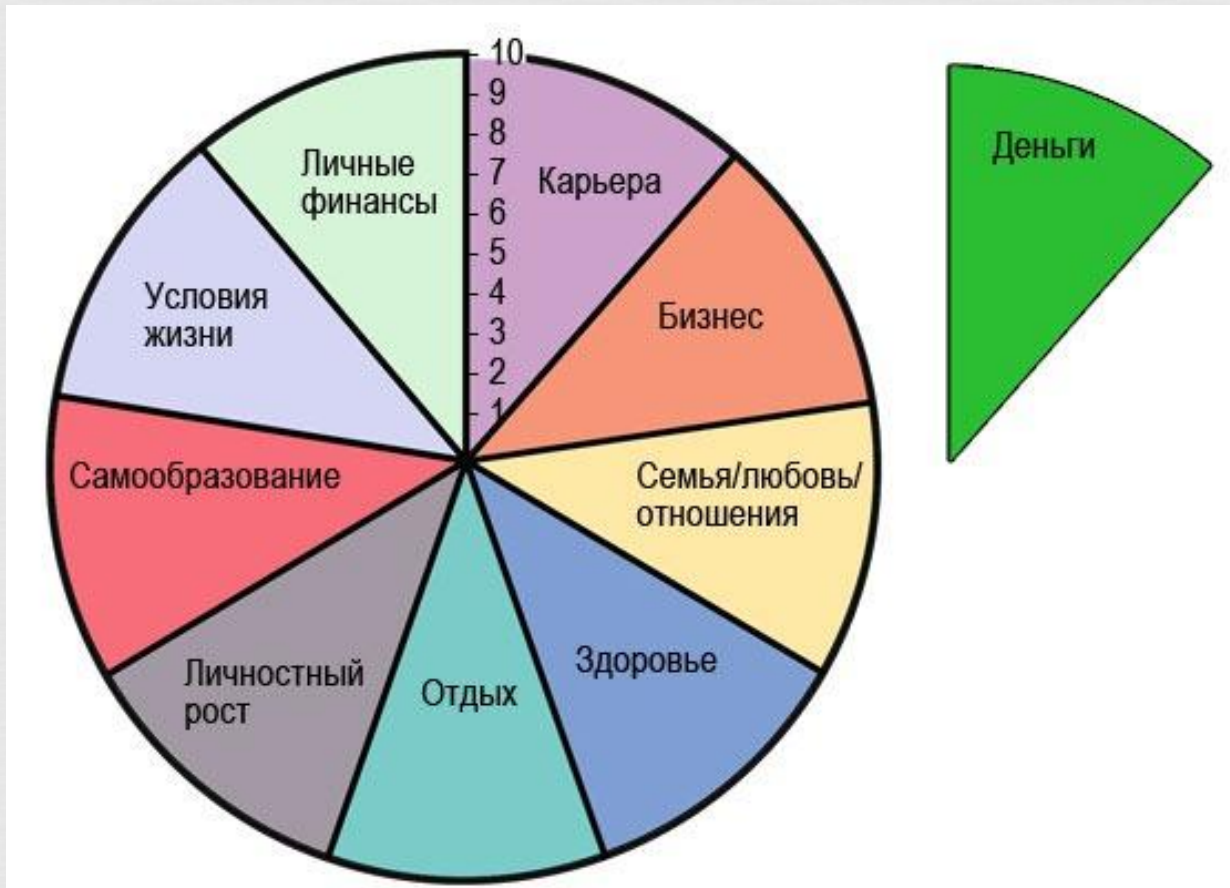 10
9
8
7
6
5
4
3
2
1
Карьера
Бизнес
Семья/любовь/
отношения
Здоровье
Отдых
Личностный
рост
Самообразование
Условия
жизни
Личные
финансы
Деньги